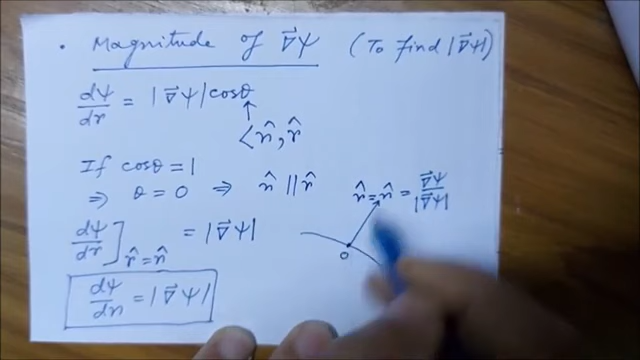 • Magnitude of ∇⃗ψ (To find |∇⃗ψ|)
dψ/dr = |∇⃗ψ| cosθ
↑
<n̂, r̂
If cosθ = 1
⇒ θ = 0 ⇒ n̂ || r̂
r̂ = n̂ = ∇⃗ψ/|∇⃗ψ|
dψ/dr]r̂=n̂ = |∇⃗ψ|
O
dψ/dn = |∇⃗ψ|